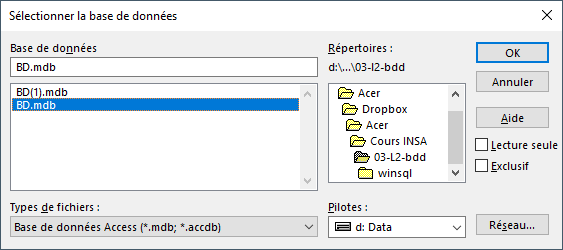 Sélectionner la base de données
Base de données
BD.mdb
BD(1).mdb
BD.mdb
Types de fichiers :
Base de données Access (*.mdb; *.accdb)
Répertoires :
d:\...\03-l2-bdd
Acer
Dropbox
Acer
Cours INSA
03-L2-bdd
winsql
Pilotes :
d: Data
OK
Annuler
Aide
Lecture seule
Exclusif
Réseau...